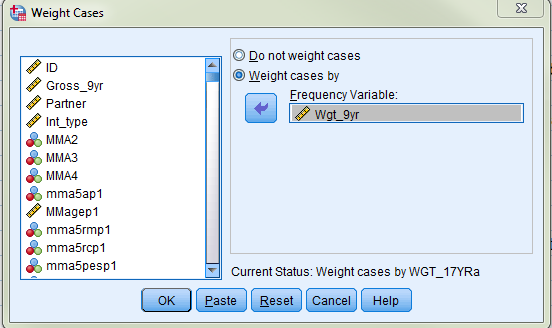 Weight Cases
ID
Gross_9yr
Partner
Int_type
MMA2
MMA3
MMA4
mma5ap1
MMagep1
mma5rmp1
mma5rcp1
mma5pesp1
Do not weight cases
Weight cases by
Frequency Variable:
Wgt_9yr
Current Status: Weight cases by WGT_17YRa
OK Paste Reset Cancel Help